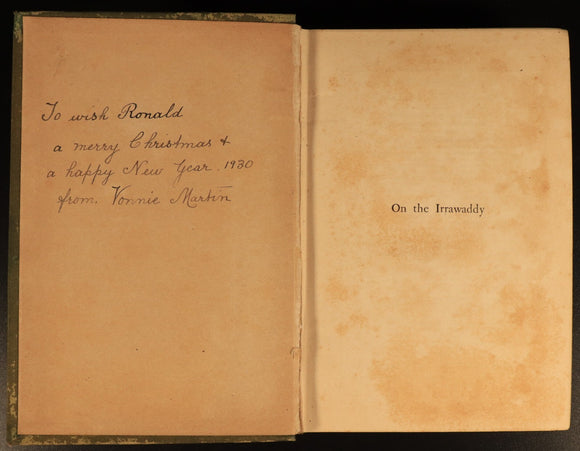 To wish Ronald
a merry Christmas &
a happy New Year. 1930
from. Vonnie Martin
On the Irrawaddy